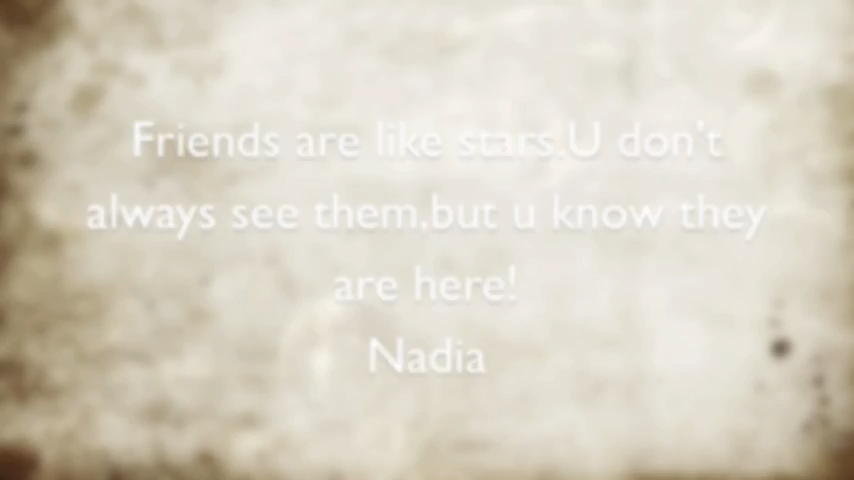 Friends are like stars.U don't
always see them,but u know they
are here!
Nadia